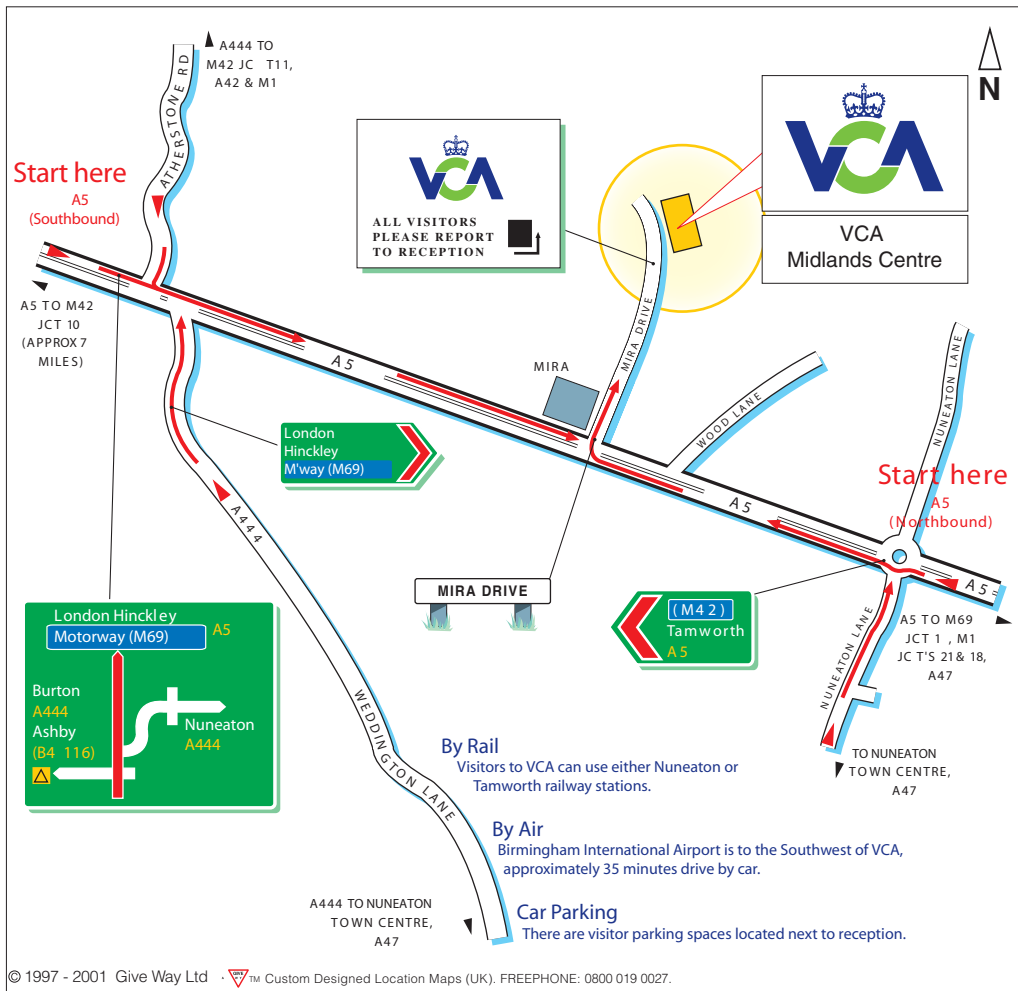 A444 TO
M42 JC T11,
A42 & M1
ATHERSTONE RD
N
Start here
A5
(Southbound)
VCA
ALL VISITORS
PLEASE REPORT
TO RECEPTION
VCA
VCA
Midlands Centre
A5 TO M42
JCT 10
(APPROX 7
MILES)
A 5
MIRA
MIRA DRIVE
WOOD LANE
NUNEATON LANE
London
Hinckley
M'way (M69)
A444
Start here
A5
(Northbound)
A 5
A 5
MIRA DRIVE
(M42)
Tamworth
A 5
A5 TO M69
JCT 1 , M1
JC T'S 21 & 18,
A47
NUNEATON LANE
London Hinckley
Motorway (M69)
A5
Burton
A444
Ashby
(B4 116)
Nuneaton
A444
WEDDINGTON LANE
TO NUNEATON
TOWN CENTRE,
A47
By Rail
Visitors to VCA can use either Nuneaton or
Tamworth railway stations.
By Air
Birmingham International Airport is to the Southwest of VCA,
approximately 35 minutes drive by car.
A444 TO NUNEATON
TOWN CENTRE,
A47
Car Parking
There are visitor parking spaces located next to reception.
© 1997 - 2001 Give Way Ltd · GIVE WAY TM Custom Designed Location Maps (UK). FREEPHONE: 0800 019 0027.